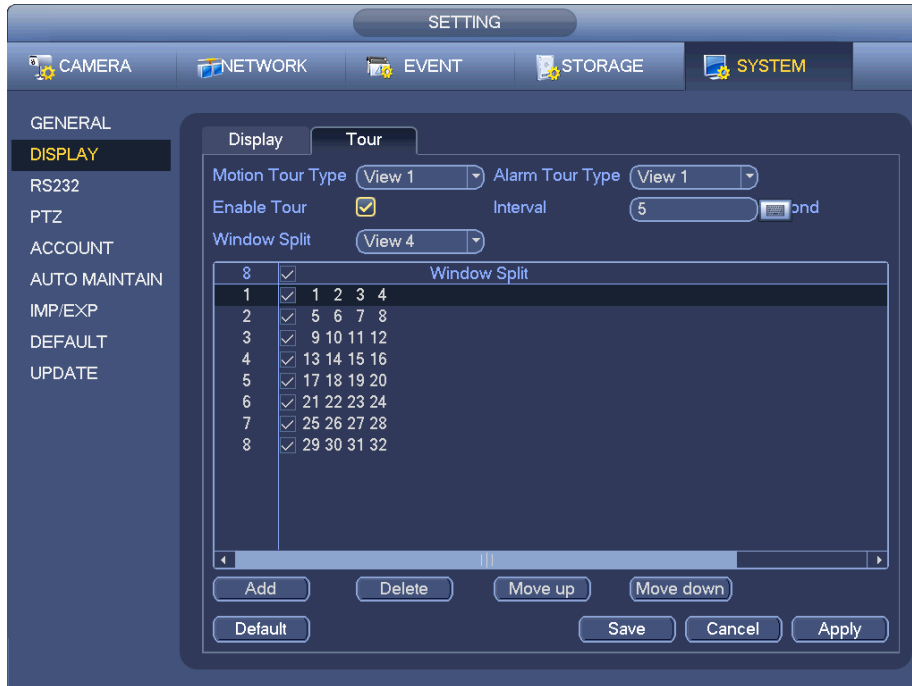 SETTING
CAMERA NETWORK EVENT STORAGE SYSTEM
GENERAL
DISPLAY
RS232
PTZ
ACCOUNT
AUTO MAINTAIN
IMP/EXP
DEFAULT
UPDATE
Display Tour
Motion Tour Type View 1 Alarm Tour Type View 1
Enable Tour Interval 5 ond
Window Split View 4
8 Window Split
1 1 2 3 4
2 5 6 7 8
3 9 10 11 12
4 13 14 15 16
5 17 18 19 20
6 21 22 23 24
7 25 26 27 28
8 29 30 31 32
Add Delete Move up Move down
Default Save Cancel Apply